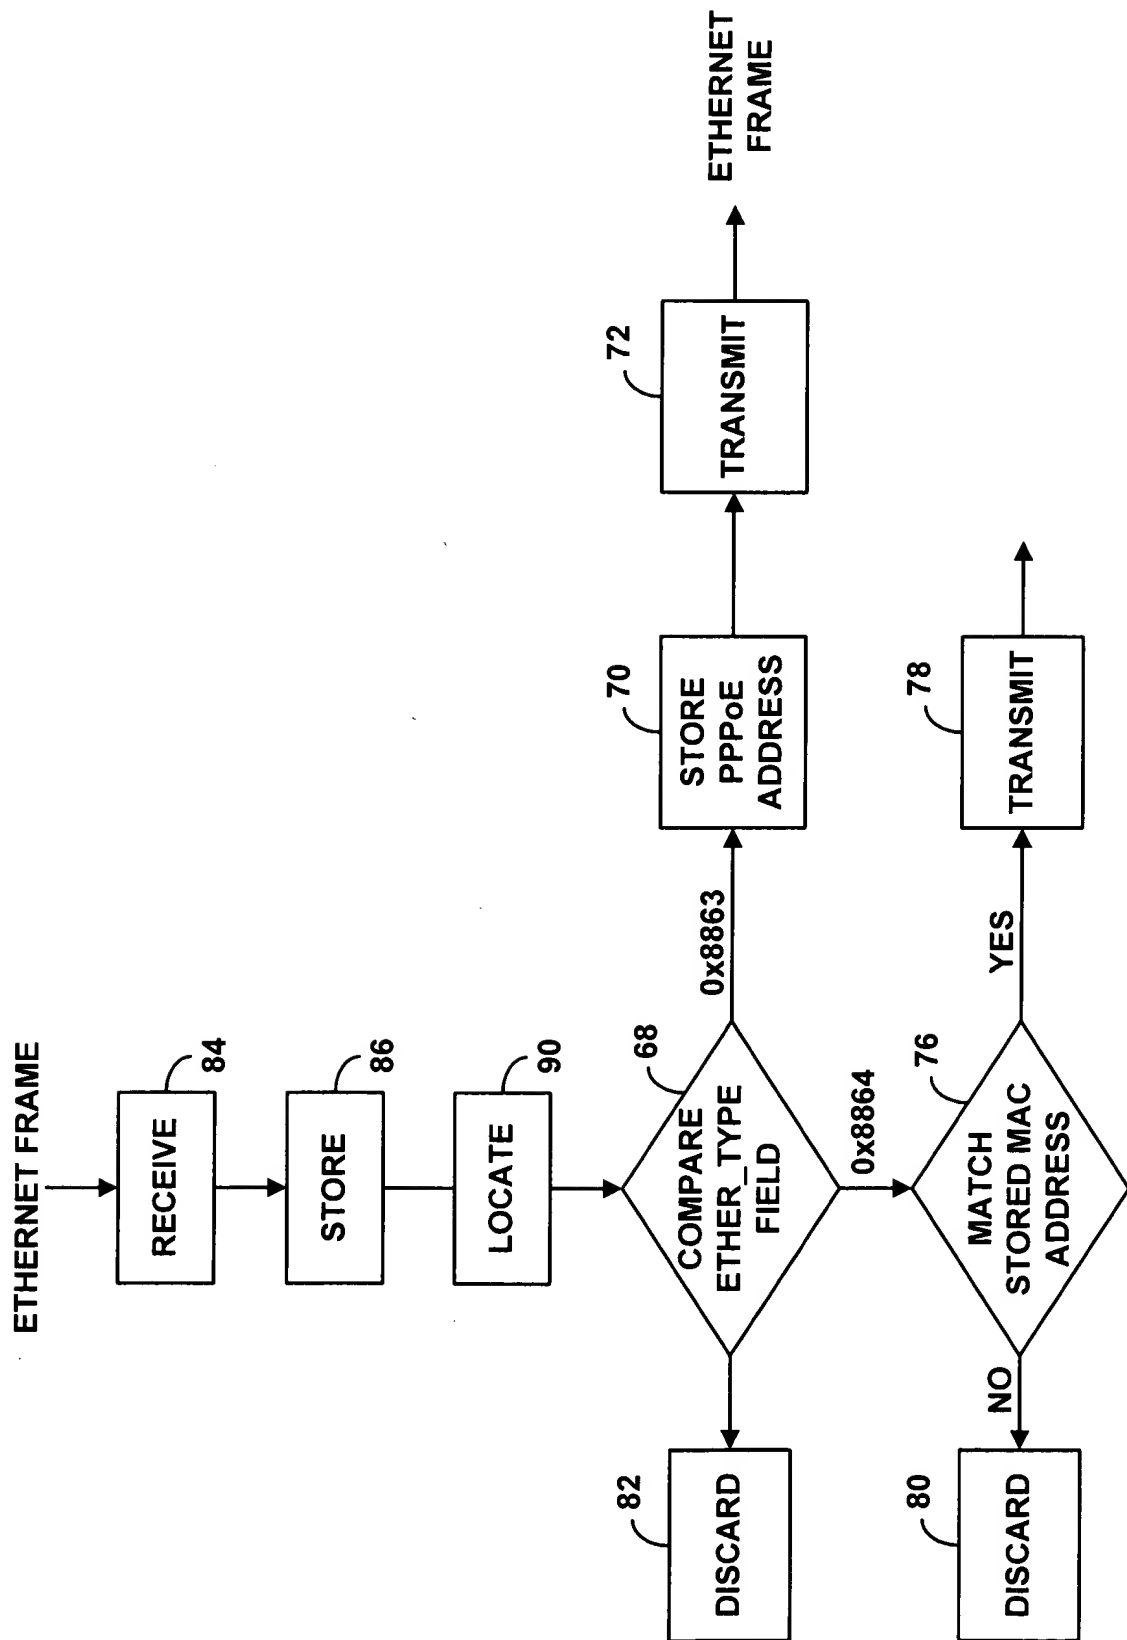 ETHERNET FRAME
RECEIVE
84
STORE
86
LOCATE
90
COMPARE
ETHER_TYPE
FIELD
68
0x8863
STORE
PPPoE
ADDRESS
70
TRANSMIT
72
ETHERNET
FRAME
DISCARD
82
0x8864
MATCH
STORED MAC
ADDRESS
76
YES
TRANSMIT
78
NO
DISCARD
80